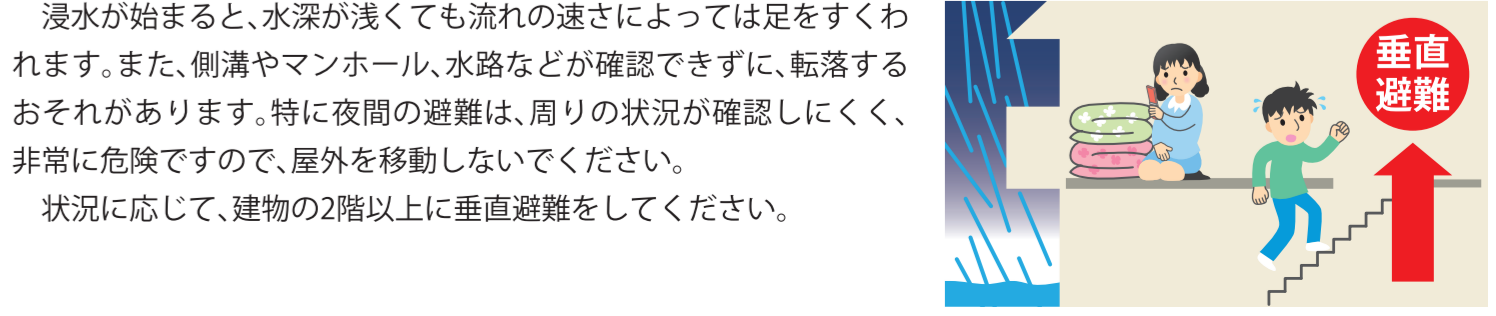 浸水が始まると、水深が浅くても流れの速さによっては足をすくわ
れます。また、側溝やマンホール、水路などが確認できずに、転落する
おそれがあります。特に夜間の避難は、周りの状況が確認しにくく、
非常に危険ですので、屋外を移動しないでください。
　状況に応じて、建物の2階以上に垂直避難をしてください。
垂直
避難